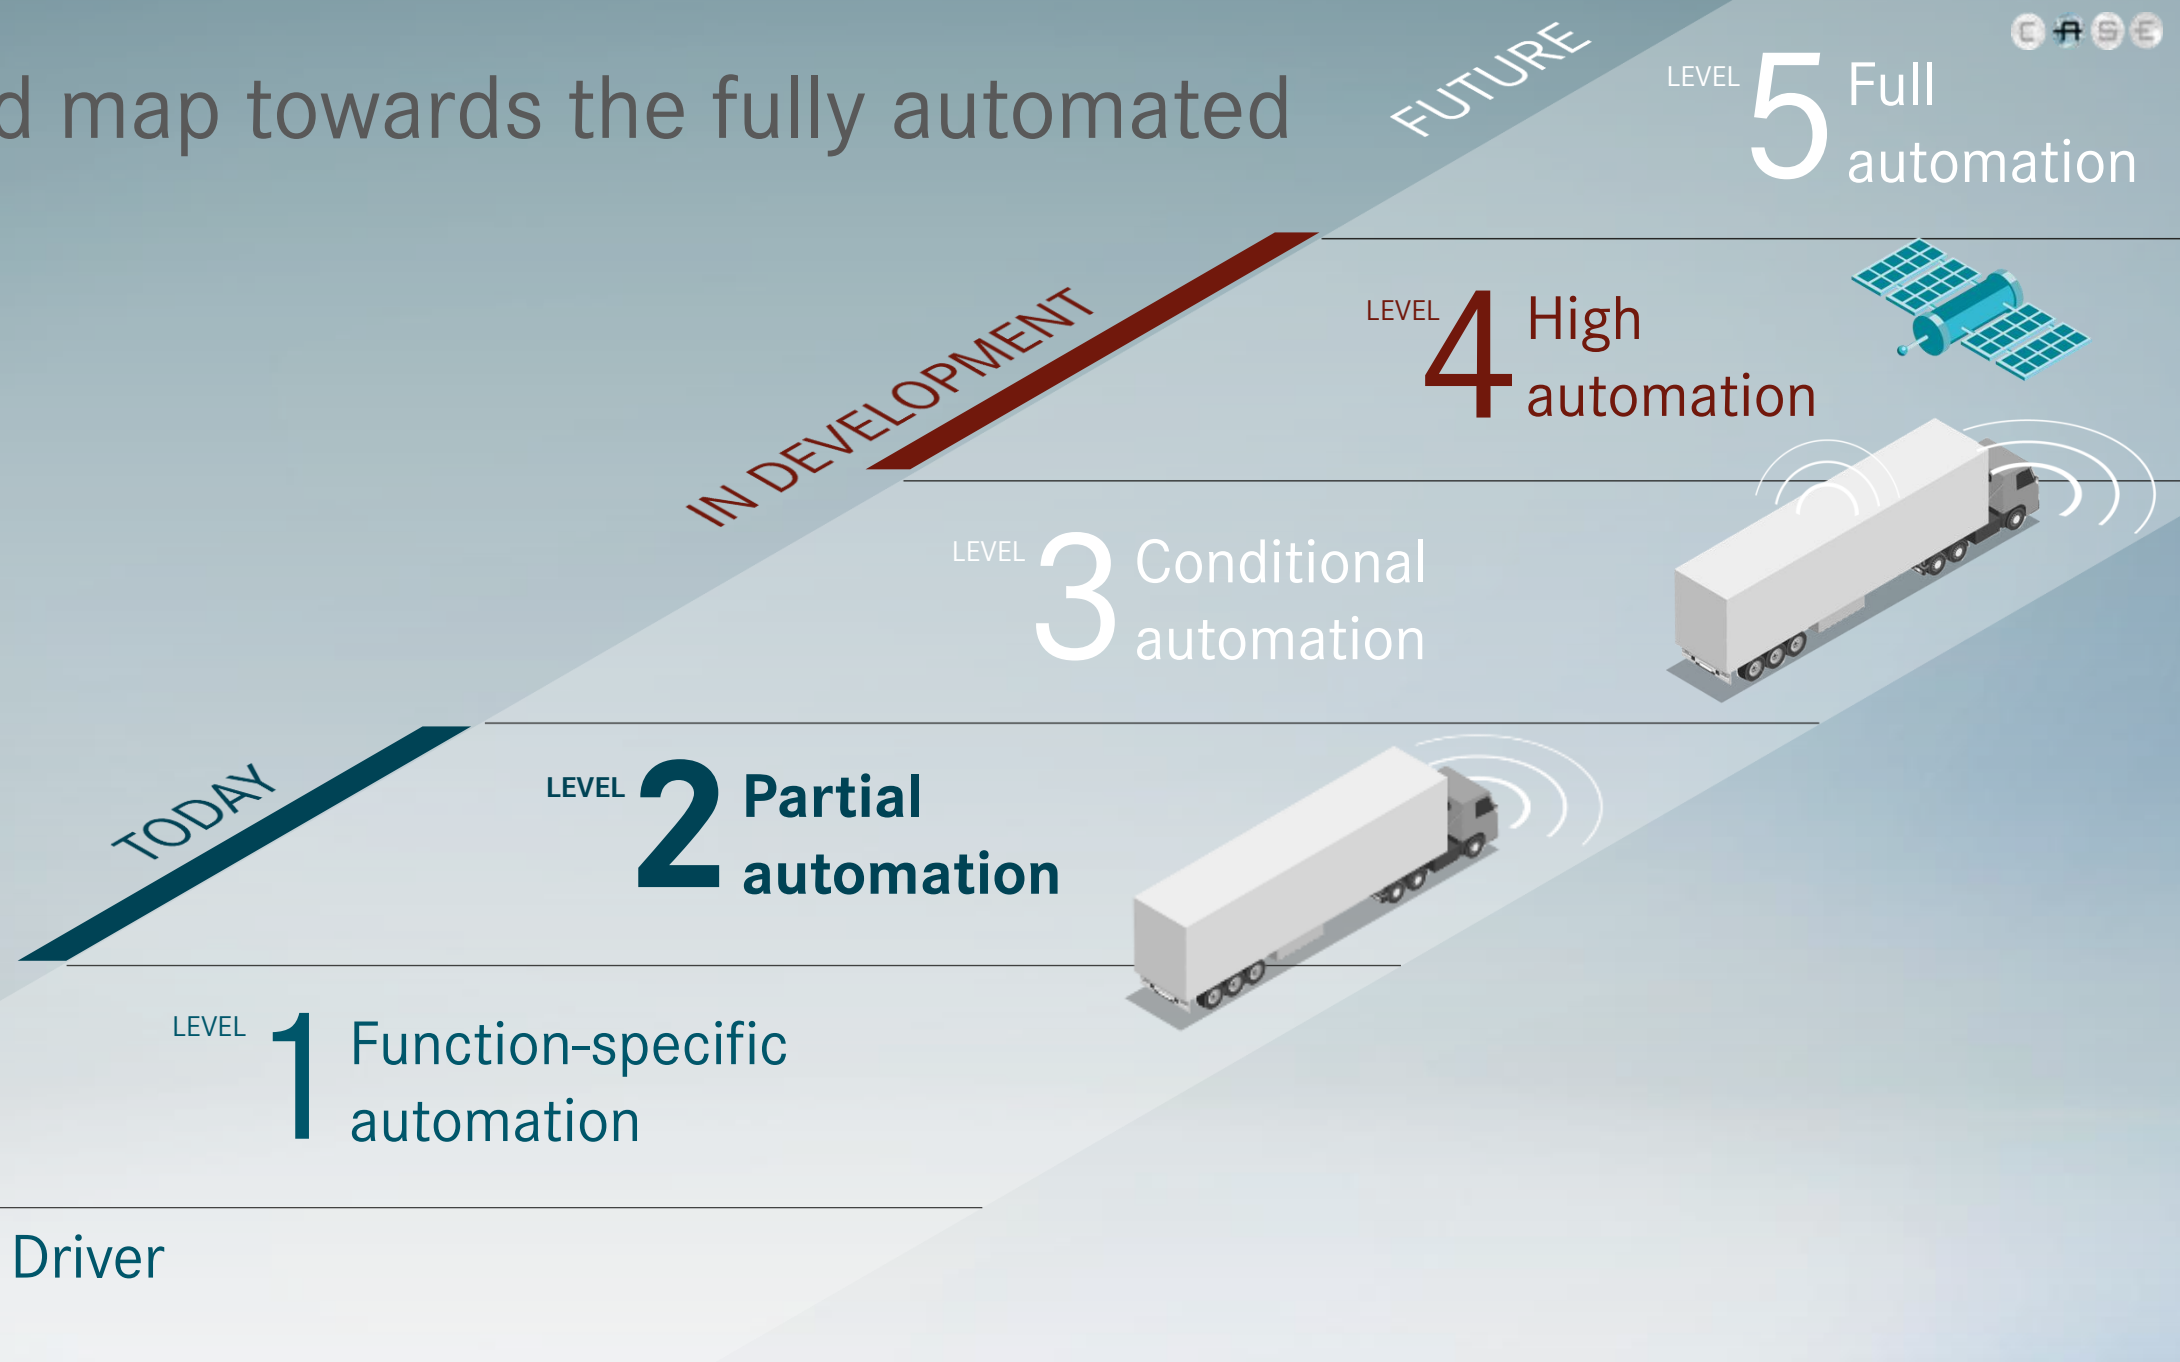 C A S E
d map towards the fully automated
FUTURE
LEVEL 5 Full
automation
IN DEVELOPMENT
LEVEL 4 High
automation
LEVEL 3 Conditional
automation
TODAY
LEVEL 2 Partial
automation
LEVEL 1 Function-specific
automation
Driver